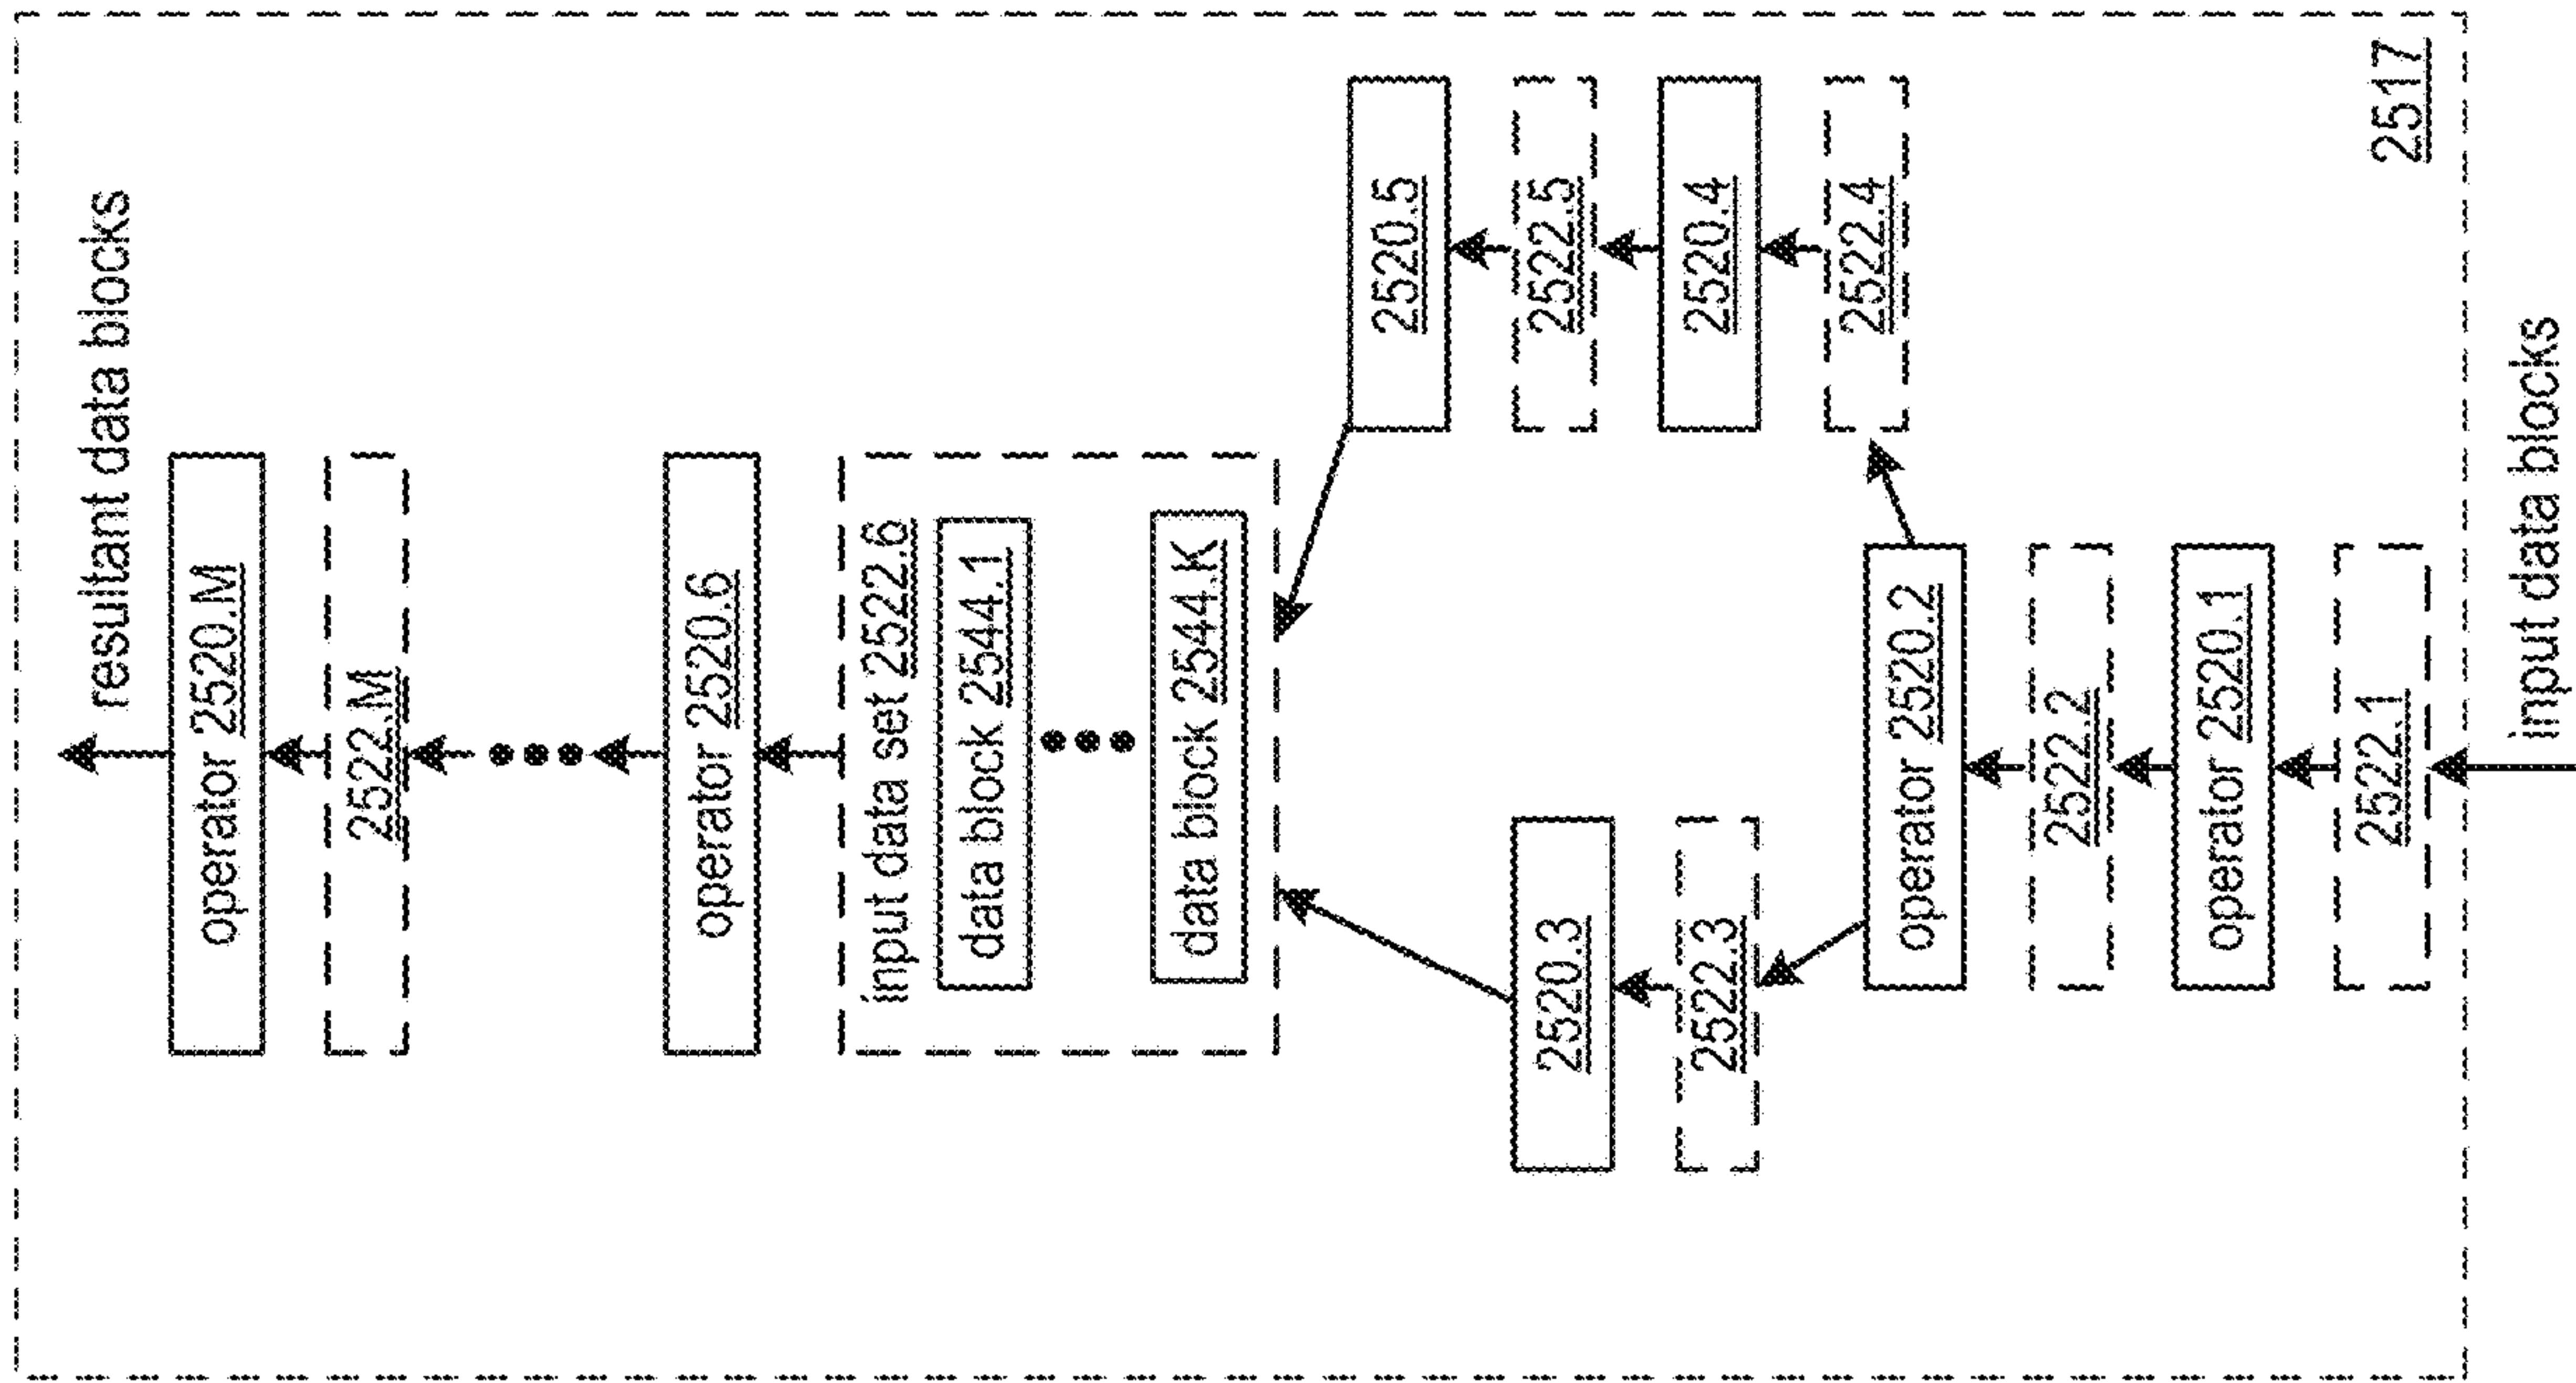 resultant data blocks
operator 2520.M
2522.M
operator 2520.6
input data set 2522.6
data block 2544.1
data block 2544.K
2520.5
2522.5
2520.4
2522.4
2520.3
2522.3
operator 2520.2
2522.2
operator 2520.1
2522.1
2517
input data blocks